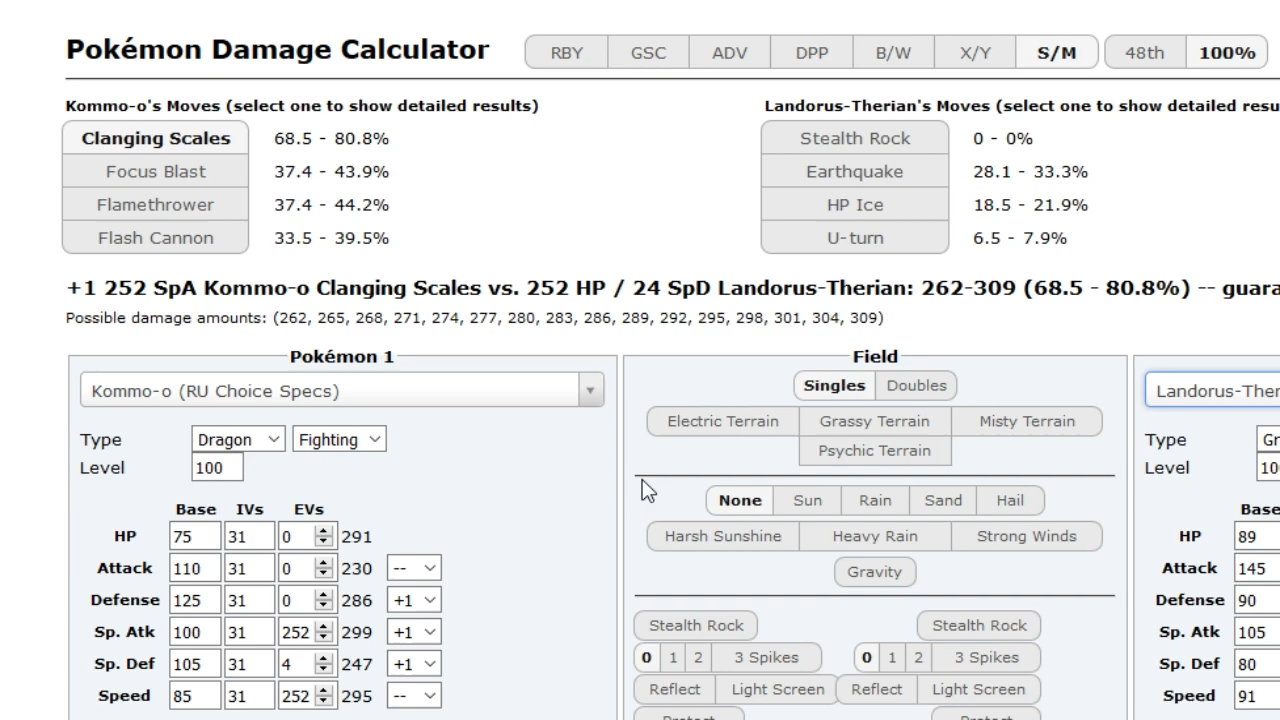 Pokémon Damage Calculator RBY GSC ADV DPP B/W X/Y S/M 48th 100%
Kommo-o's Moves (select one to show detailed results) Landorus-Therian's Moves (select one to show detailed resu
Clanging Scales 68.5 - 80.8% Stealth Rock 0 - 0%
Focus Blast 37.4 - 43.9% Earthquake 28.1 - 33.3%
Flamethrower 37.4 - 44.2% HP Ice 18.5 - 21.9%
Flash Cannon 33.5 - 39.5% U-turn 6.5 - 7.9%
+1 252 SpA Kommo-o Clanging Scales vs. 252 HP / 24 SpD Landorus-Therian: 262-309 (68.5 - 80.8%) -- guara
Possible damage amounts: (262, 265, 268, 271, 274, 277, 280, 283, 286, 289, 292, 295, 298, 301, 304, 309)
Pokémon 1 Field
Singles Doubles
Kommo-o (RU Choice Specs) Landorus-Ther
Electric Terrain Grassy Terrain Misty Terrain
Type Dragon Fighting Type Gr
Psychic Terrain
Level 100 Level 10
None Sun Rain Sand Hail
Base IVs EVs Base
HP 75 31 0 291 Harsh Sunshine Heavy Rain Strong Winds HP 89
Attack 110 31 0 230 -- Gravity Attack 145
Defense 125 31 0 286 +1 Defense 90
Stealth Rock Stealth Rock
Sp. Atk 100 31 252 299 +1 Sp. Atk 105
0 1 2 3 Spikes 0 1 2 3 Spikes
Sp. Def 105 31 4 247 +1 Sp. Def 80
Reflect Light Screen Reflect Light Screen
Speed 85 31 252 295 -- Speed 91
Protect Protect